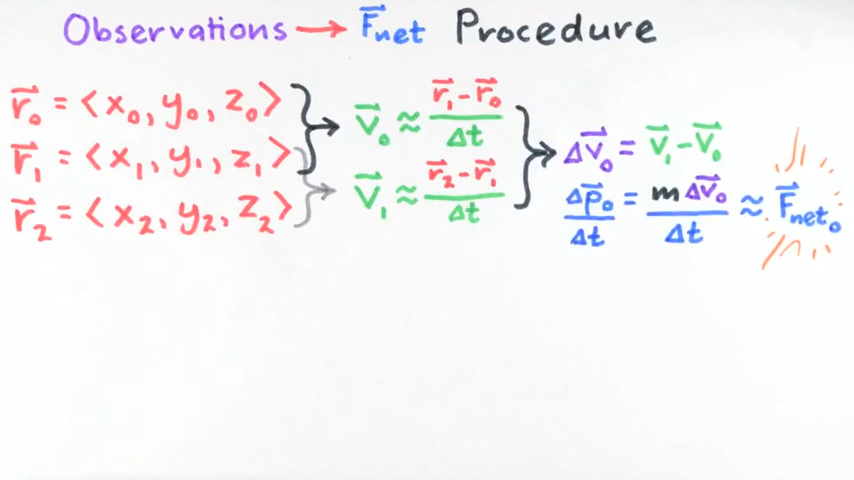 Observations → F⃗net Procedure
r⃗₀ = <x₀, y₀, z₀>
r⃗₁ = <x₁, y₁, z₁>
r⃗₂ = <x₂, y₂, z₂>
v⃗₀ ≈ (r⃗₁ - r⃗₀)/Δt
v⃗₁ ≈ (r⃗₂ - r⃗₁)/Δt
Δv⃗₀ = v⃗₁ - v⃗₀
Δp⃗₀/Δt = mΔv⃗₀/Δt ≈ F⃗net₀